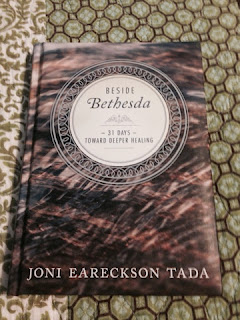 BESIDE
Bethesda
– 31 DAYS –
TOWARD DEEPER HEALING
JONI EARECKSON TADA